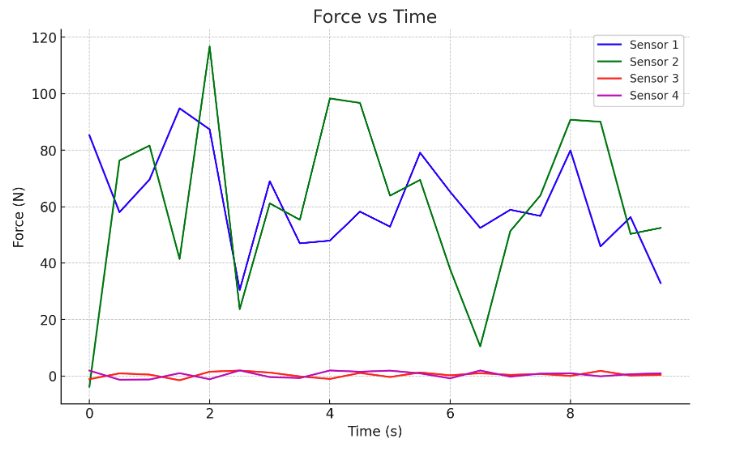 Force vs Time
Sensor 1
Sensor 2
Sensor 3
Sensor 4
Force (N)
120
100
80
60
40
20
0
0 2 4 6 8
Time (s)